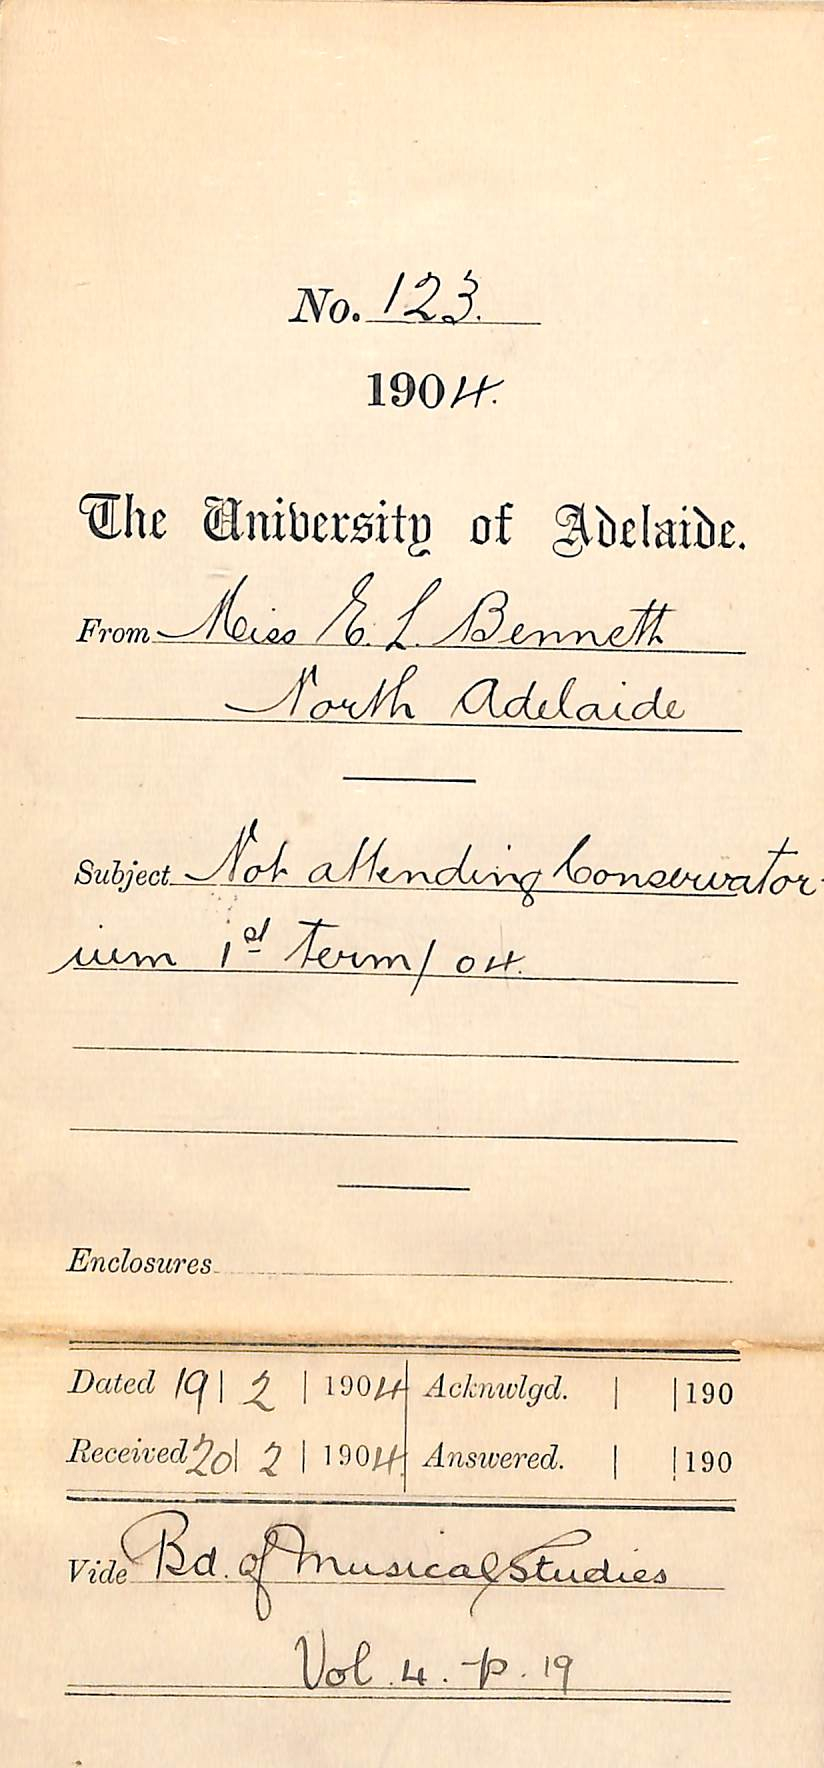 No. 123.
1904.
The University of Adelaide.
From Miss E. L. Bennett
North Adelaide
Subject Not attending Conservator-
ium 1st term/04.
Enclosures
Dated 19 | 2 | 1904 Acknwlgd. | | 190
Received 20 | 2 | 1904. Answered. | | 190
Vide Bd. of Musical Studies
Vol. 4. p. 19